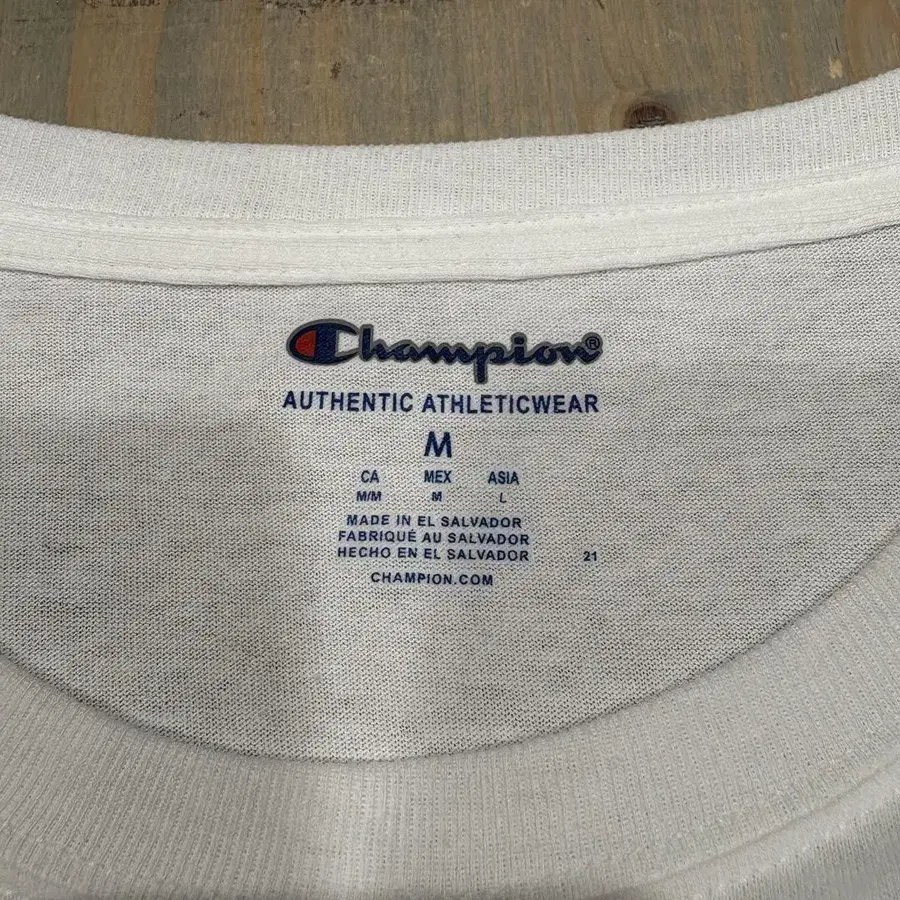 Champion®
AUTHENTIC ATHLETICWEAR
M
CA MEX ASIA
M/M M L
MADE IN EL SALVADOR
FABRIQUÉ AU SALVADOR
HECHO EN EL SALVADOR 21
CHAMPION.COM